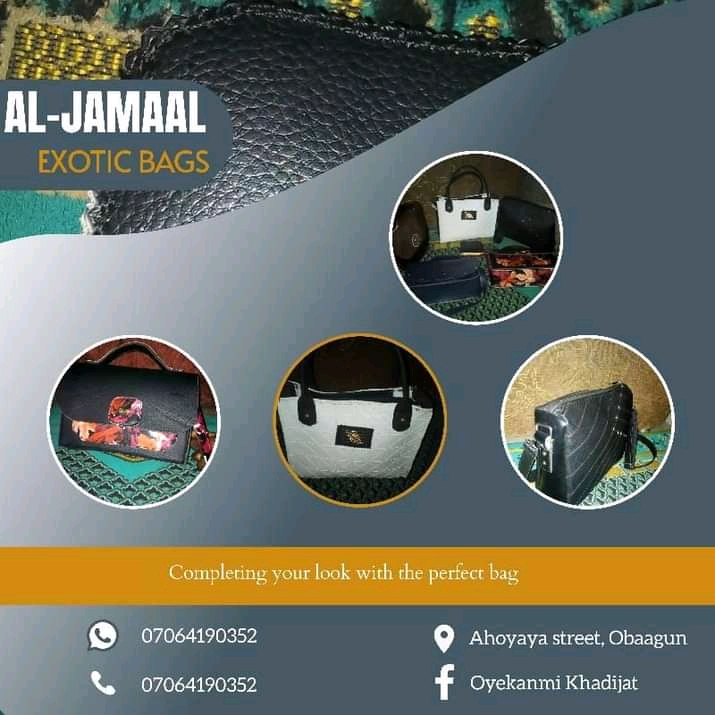 AL-JAMAAL
EXOTIC BAGS
Completing your look with the perfect bag
07064190352
07064190352
Ahoyaya street, Obaagun
Oyekanmi Khadijat